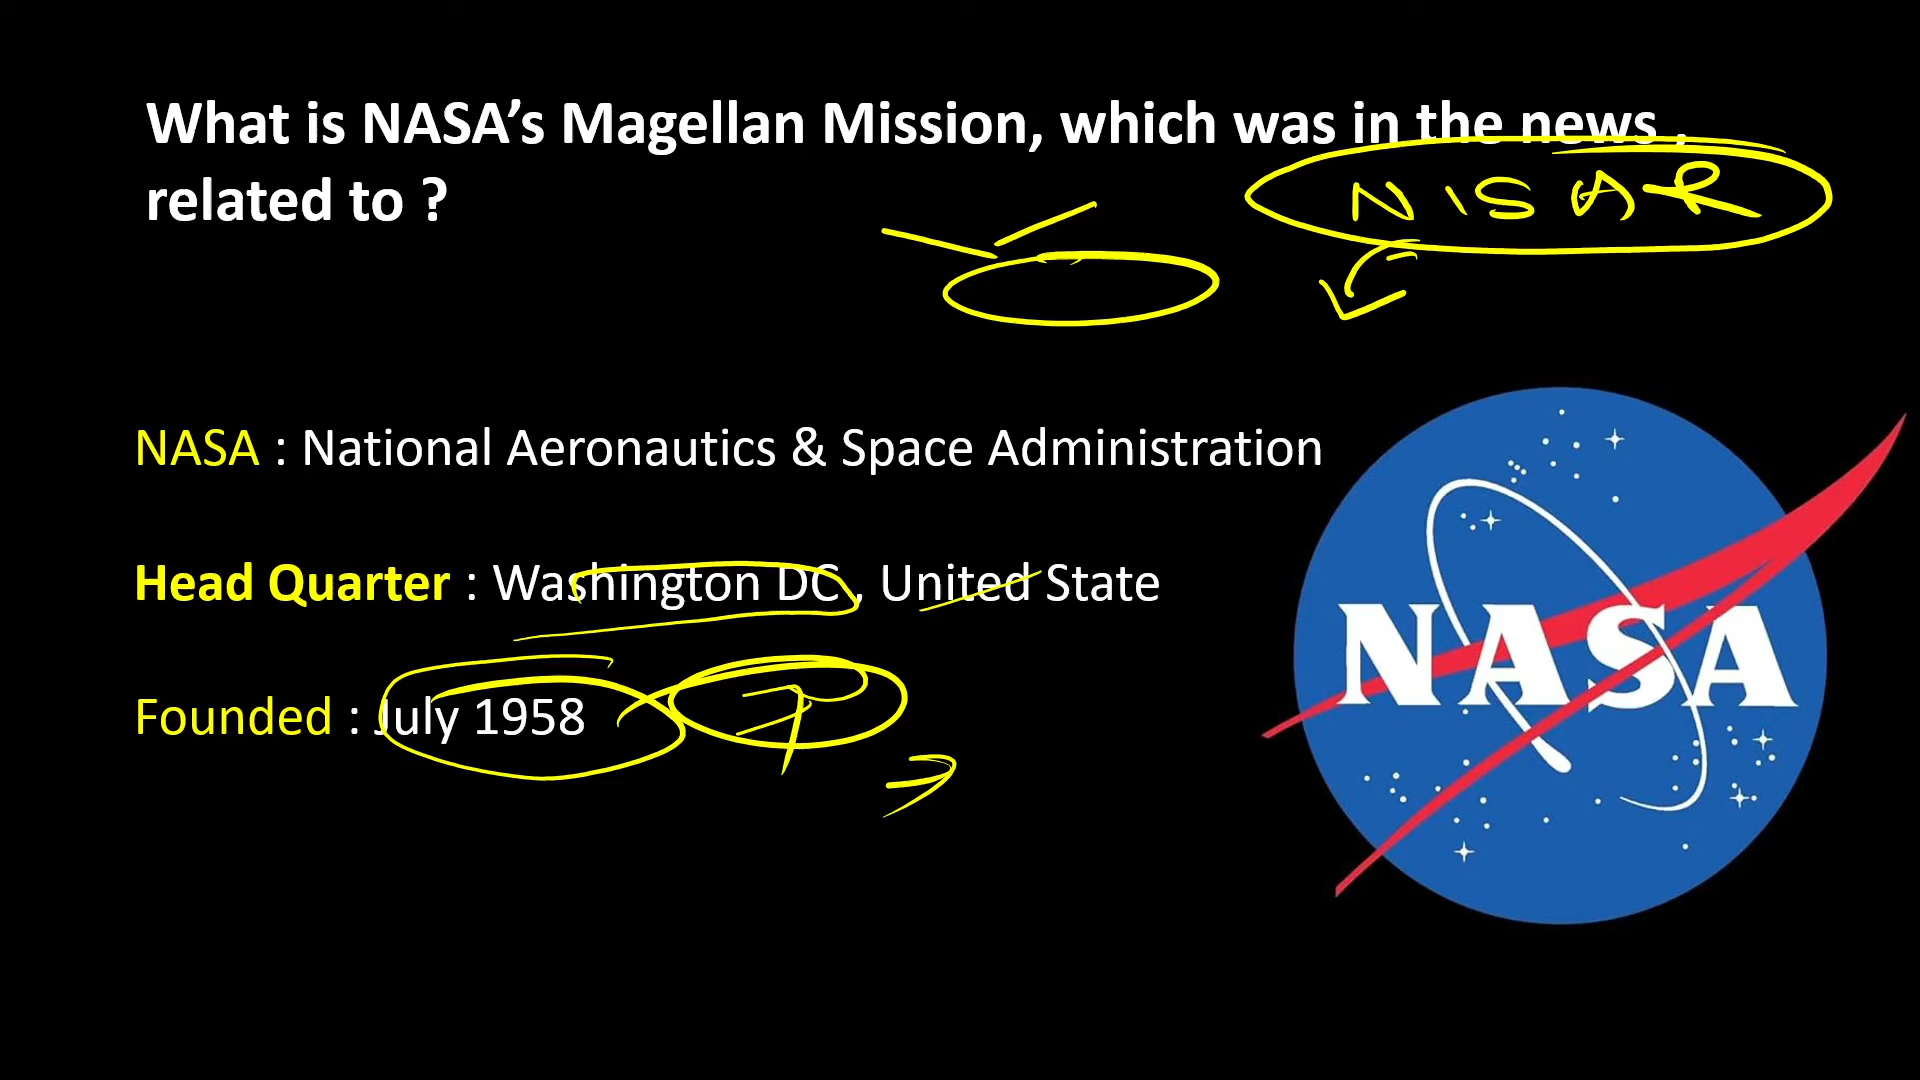 What is NASA’s Magellan Mission, which was in the news ,
related to ?
NISAR
NASA : National Aeronautics & Space Administration
Head Quarter : Washington DC , United State
Founded : July 1958
NASA